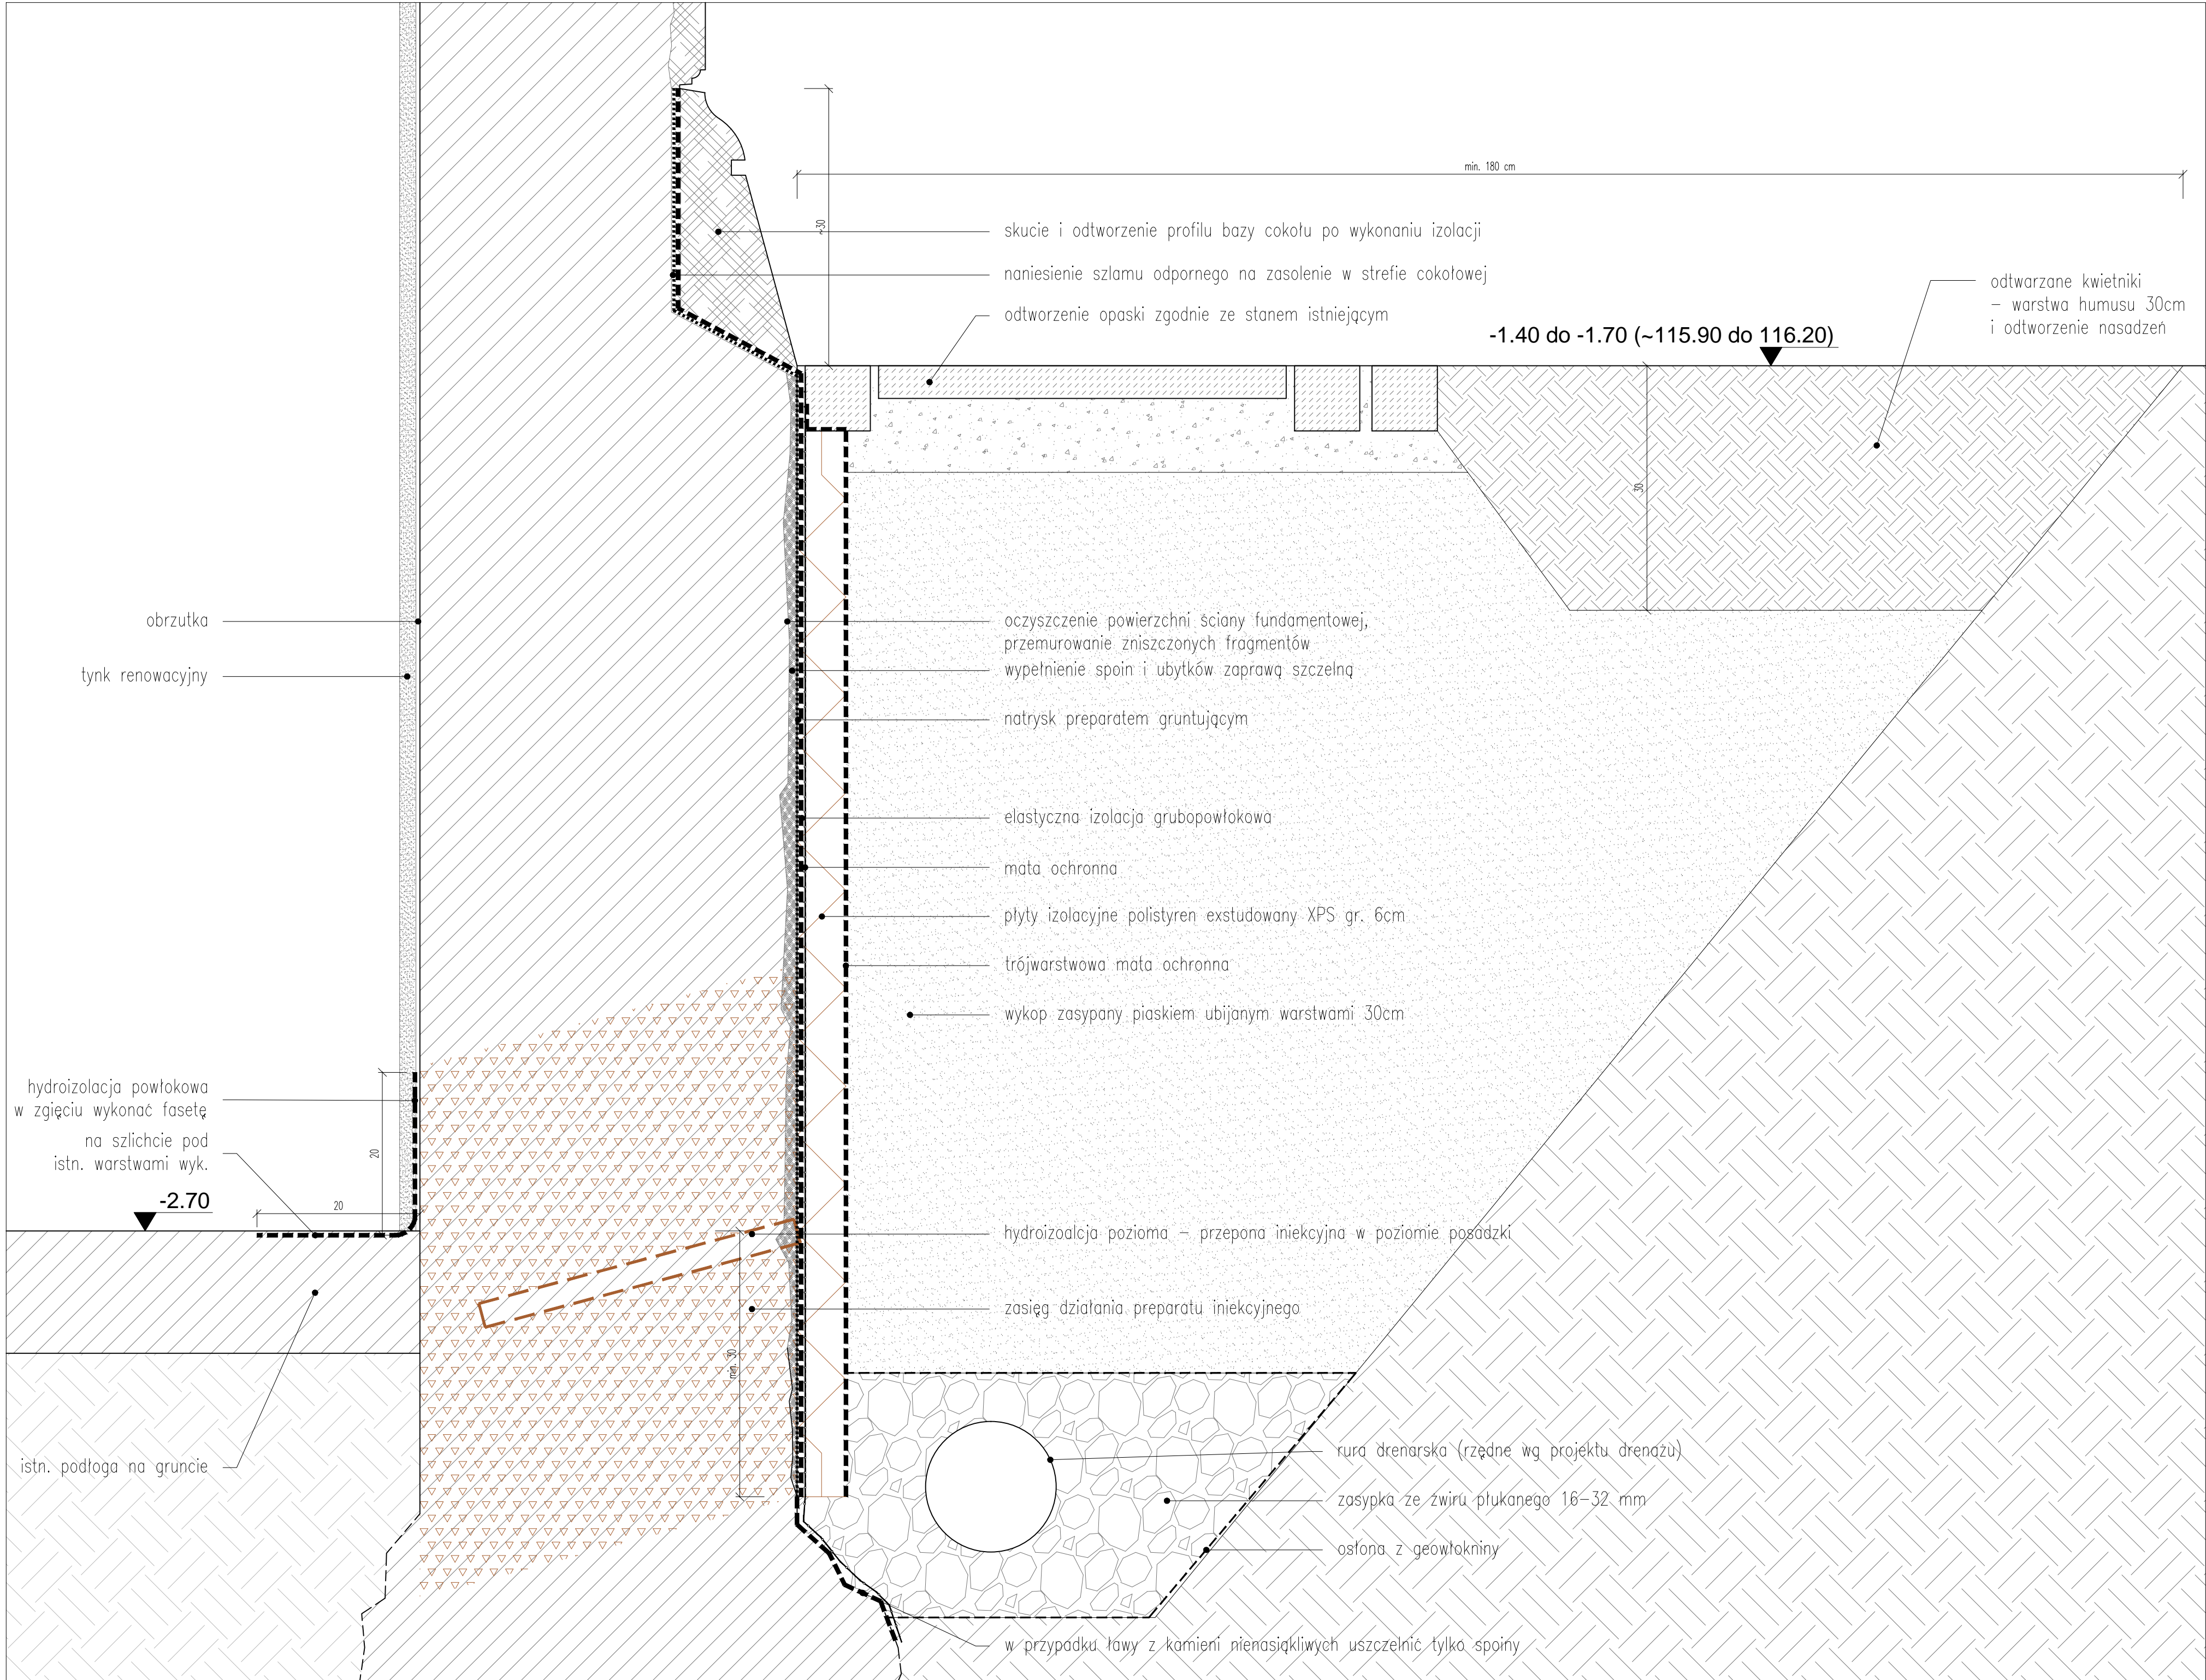 min. 180 cm
~30
skucie i odtworzenie profilu bazy cokołu po wykonaniu izolacji
naniesienie szlamu odpornego na zasolenie w strefie cokołowej
odtworzenie opaski zgodnie ze stanem istniejącym
odtwarzane kwietniki
– warstwa humusu 30cm
i odtworzenie nasadzeń
-1.40 do -1.70 (~115.90 do 116.20)
30
obrzutka
tynk renowacyjny
oczyszczenie powierzchni ściany fundamentowej,
przemurowanie zniszczonych fragmentów
wypełnienie spoin i ubytków zaprawą szczelną
natrysk preparatem gruntującym
elastyczna izolacja grubopowłokowa
mata ochronna
płyty izolacyjne polistyren exstudowany XPS gr. 6cm
trójwarstwowa mata ochronna
wykop zasypany piaskiem ubijanym warstwami 30cm
hydroizolacja powłokowa
w zgięciu wykonać fasetę
na szlichcie pod
istn. warstwami wyk.
20
20
-2.70
hydroizoalcja pozioma – przepona iniekcyjna w poziomie posadzki
zasięg działania preparatu iniekcyjnego
min. 30
istn. podłoga na gruncie
rura drenarska (rzędne wg projektu drenażu)
zasypka ze żwiru płukanego 16–32 mm
osłona z geowłokniny
w przypadku ławy z kamieni nienasiąkliwych uszczelnić tylko spoiny